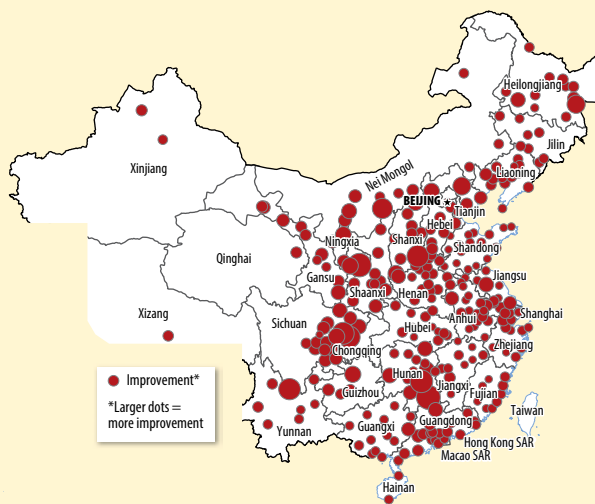 Heilongjiang
Jilin
Liaoning
Nei Mongol
Xinjiang
BEIJING *
Tianjin
Hebei
Ningxia
Shanxi
Shandong
Qinghai
Gansu
Shaanxi
Henan
Jiangsu
Xizang
Sichuan
Anhui
Shanghai
Hubei
Chongqing
Zhejiang
Hunan
Jiangxi
Guizhou
Fujian
Taiwan
Yunnan
Guangxi
Guangdong
Hong Kong SAR
Macao SAR
Hainan
Improvement*
*Larger dots =
more improvement